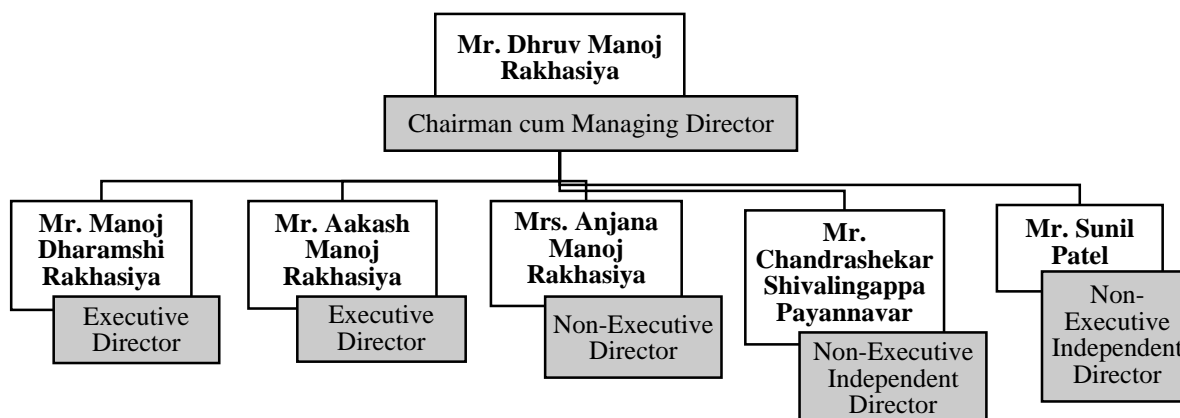 Mr. Dhruv Manoj
Rakhasiya
Chairman cum Managing Director
Mr. Manoj
Dharamshi
Rakhasiya
Executive
Director
Mr. Aakash
Manoj
Rakhasiya
Executive
Director
Mrs. Anjana
Manoj
Rakhasiya
Non-Executive
Director
Mr.
Chandrashekar
Shivalingappa
Payannavar
Non-Executive
Independent
Director
Mr. Sunil
Patel
Non-
Executive
Independent
Director